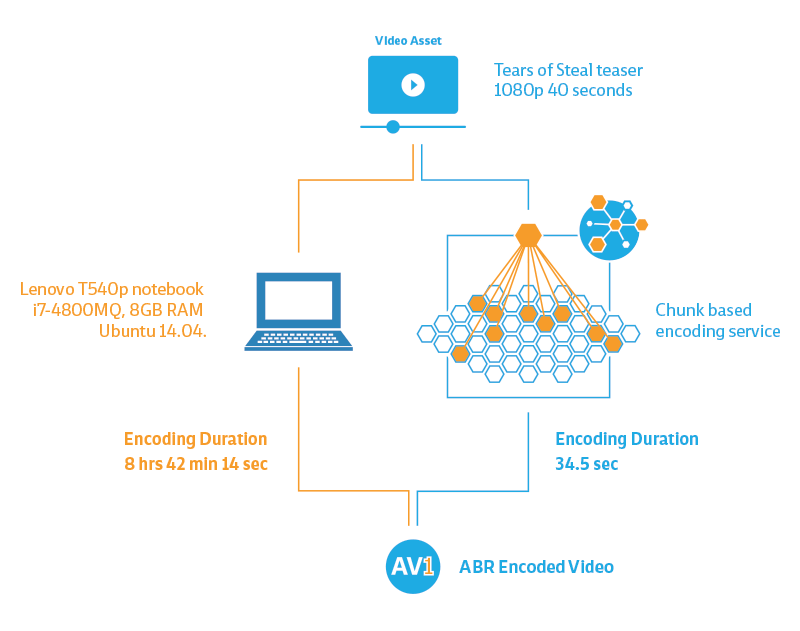 Video Asset
Tears of Steal teaser
1080p 40 seconds
Lenovo T540p notebook
i7-4800MQ, 8GB RAM
Ubuntu 14.04.
Chunk based
encoding service
Encoding Duration
8 hrs 42 min 14 sec
Encoding Duration
34.5 sec
AV1
ABR Encoded Video